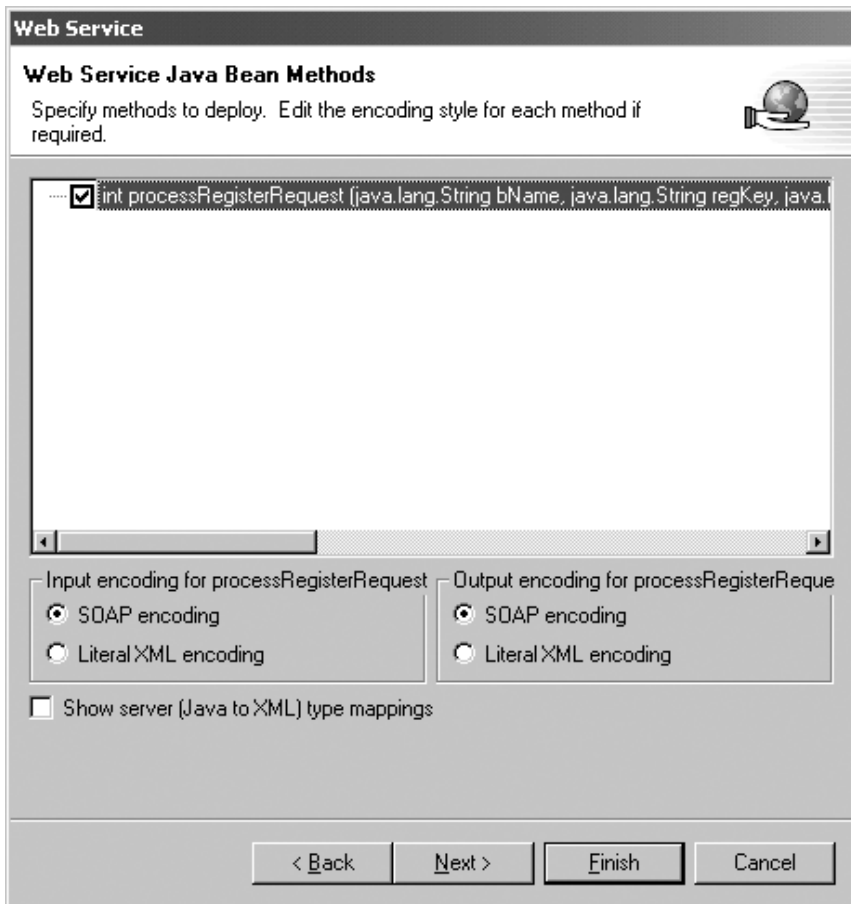 Web Service
Web Service Java Bean Methods
Specify methods to deploy. Edit the encoding style for each method if
required.
int processRegisterRequest (java.lang.String bName, java.lang.String regKey, java.l
Input encoding for processRegisterRequest
Output encoding for processRegisterReque
SOAP encoding
SOAP encoding
Literal XML encoding
Literal XML encoding
Show server (Java to XML) type mappings
< Back
Next >
Finish
Cancel